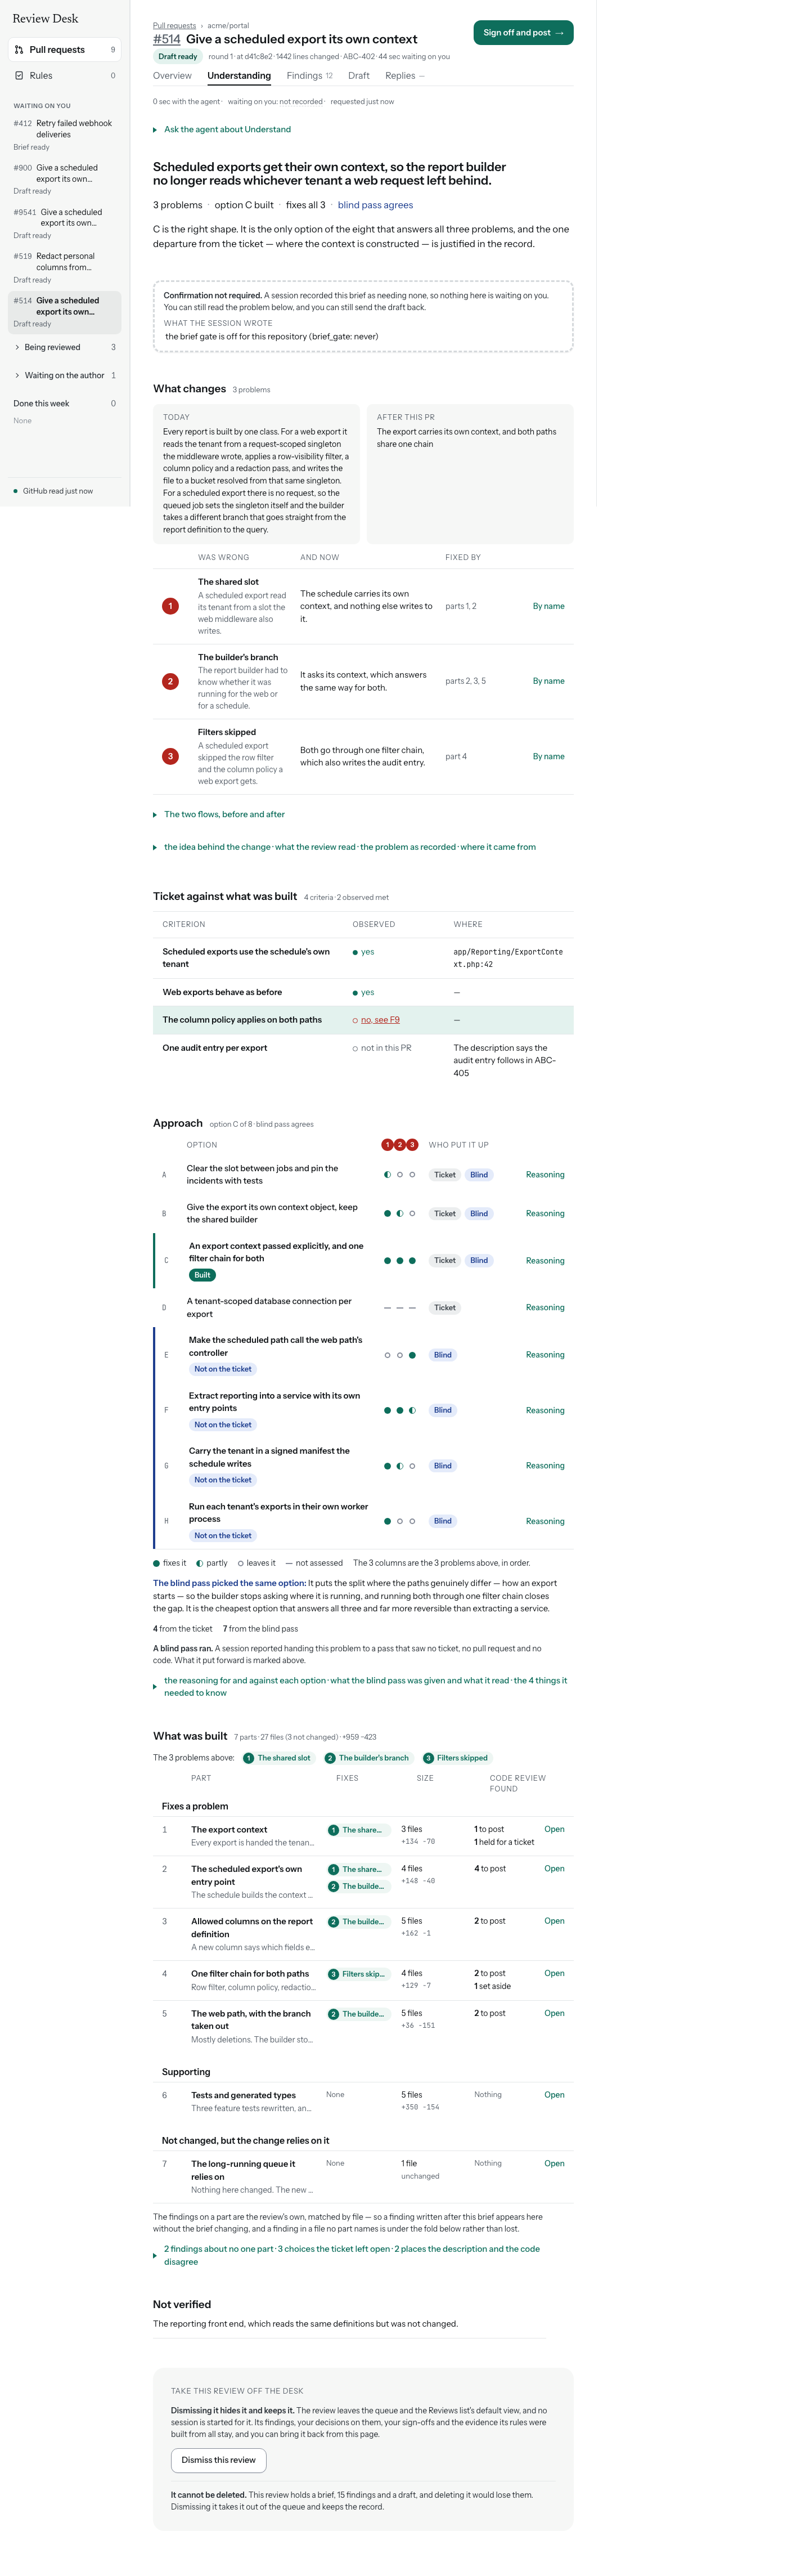 Review Desk
Pull requests 9
Rules 0
WAITING ON YOU
#412 Retry failed webhook
deliveries
Brief ready
#900 Give a scheduled
export its own...
Draft ready
#9541 Give a scheduled
export its own...
Draft ready
#519 Redact personal
columns from...
Draft ready
#514 Give a scheduled
export its own...
Draft ready
Being reviewed 3
Waiting on the author 1
Done this week 0
None
GitHub read just now
Pull requests › acme/portal
#514 Give a scheduled export its own context
Sign off and post →
Draft ready round 1 · at d41c8e2 · 1442 lines changed · ABC-402 · 44 sec waiting on you
Overview Understanding Findings 12 Draft Replies —
0 sec with the agent · waiting on you: not recorded · requested just now
Ask the agent about Understand
Scheduled exports get their own context, so the report builder
no longer reads whichever tenant a web request left behind.
3 problems · option C built · fixes all 3 · blind pass agrees
C is the right shape. It is the only option of the eight that answers all three problems, and the one
departure from the ticket — where the context is constructed — is justified in the record.
Confirmation not required. A session recorded this brief as needing none, so nothing here is waiting on you.
You can still read the problem below, and you can still send the draft back.
WHAT THE SESSION WROTE
the brief gate is off for this repository (brief_gate: never)
What changes 3 problems
TODAY
Every report is built by one class. For a web export it
reads the tenant from a request-scoped singleton
the middleware wrote, applies a row-visibility filter, a
column policy and a redaction pass, and writes the
file to a bucket resolved from that same singleton.
For a scheduled export there is no request, so the
queued job sets the singleton itself and the builder
takes a different branch that goes straight from the
report definition to the query.
AFTER THIS PR
The export carries its own context, and both paths
share one chain
WAS WRONG AND NOW FIXED BY
1 The shared slot
A scheduled export read
its tenant from a slot the
web middleware also
writes.
The schedule carries its own
context, and nothing else writes to
it.
parts 1, 2 By name
2 The builder's branch
The report builder had to
know whether it was
running for the web or
for a schedule.
It asks its context, which answers
the same way for both.
parts 2, 3, 5 By name
3 Filters skipped
A scheduled export
skipped the row filter
and the column policy a
web export gets.
Both go through one filter chain,
which also writes the audit entry.
part 4 By name
The two flows, before and after
the idea behind the change · what the review read · the problem as recorded · where it came from
Ticket against what was built 4 criteria · 2 observed met
CRITERION OBSERVED WHERE
Scheduled exports use the schedule's own
tenant
yes
app/Reporting/ExportConte
xt.php:42
Web exports behave as before yes —
The column policy applies on both paths no, see F9 —
One audit entry per export not in this PR
The description says the
audit entry follows in ABC-
405
Approach option C of 8 · blind pass agrees
OPTION 1 2 3 WHO PUT IT UP
A Clear the slot between jobs and pin the
incidents with tests
Ticket Blind Reasoning
B Give the export its own context object, keep
the shared builder
Ticket Blind Reasoning
C An export context passed explicitly, and one
filter chain for both
Built
Ticket Blind Reasoning
D A tenant-scoped database connection per
export
— — — Ticket Reasoning
E Make the scheduled path call the web path's
controller
Not on the ticket
Blind Reasoning
F Extract reporting into a service with its own
entry points
Not on the ticket
Blind Reasoning
G Carry the tenant in a signed manifest the
schedule writes
Not on the ticket
Blind Reasoning
H Run each tenant's exports in their own worker
process
Not on the ticket
Blind Reasoning
fixes it partly leaves it — not assessed The 3 columns are the 3 problems above, in order.
The blind pass picked the same option: It puts the split where the paths genuinely differ — how an export
starts — so the builder stops asking where it is running, and running both through one filter chain closes
the gap. It is the cheapest option that answers all three and far more reversible than extracting a service.
4 from the ticket 7 from the blind pass
A blind pass ran. A session reported handing this problem to a pass that saw no ticket, no pull request and no
code. What it put forward is marked above.
the reasoning for and against each option · what the blind pass was given and what it read · the 4 things it
needed to know
What was built 7 parts · 27 files (3 not changed) · +959 −423
The 3 problems above: 1 The shared slot 2 The builder's branch 3 Filters skipped
PART FIXES SIZE CODE REVIEW
FOUND
Fixes a problem
1 The export context
Every export is handed the tenan...
1 The share...
3 files
+134 -70
1 to post
1 held for a ticket
Open
2 The scheduled export's own
entry point
The schedule builds the context ...
1 The share...
2 The builde...
4 files
+148 -40
4 to post
Open
3 Allowed columns on the report
definition
A new column says which fields e...
2 The builde...
5 files
+162 -1
2 to post
Open
4 One filter chain for both paths
Row filter, column policy, redactio...
3 Filters skip...
4 files
+129 -7
2 to post
1 set aside
Open
5 The web path, with the branch
taken out
Mostly deletions. The builder sto...
2 The builde...
5 files
+36 -151
2 to post
Open
Supporting
6 Tests and generated types
Three feature tests rewritten, an...
None
5 files
+350 -154
Nothing
Open
Not changed, but the change relies on it
7 The long-running queue it
relies on
Nothing here changed. The new ...
None
1 file
unchanged
Nothing
Open
The findings on a part are the review's own, matched by file — so a finding written after this brief appears here
without the brief changing, and a finding in a file no part names is under the fold below rather than lost.
2 findings about no one part · 3 choices the ticket left open · 2 places the description and the code
disagree
Not verified
The reporting front end, which reads the same definitions but was not changed.
TAKE THIS REVIEW OFF THE DESK
Dismissing it hides it and keeps it. The review leaves the queue and the Reviews list's default view, and no
session is started for it. Its findings, your decisions on them, your sign-offs and the evidence its rules were
built from all stay, and you can bring it back from this page.
Dismiss this review
It cannot be deleted. This review holds a brief, 15 findings and a draft, and deleting it would lose them.
Dismissing it takes it out of the queue and keeps the record.